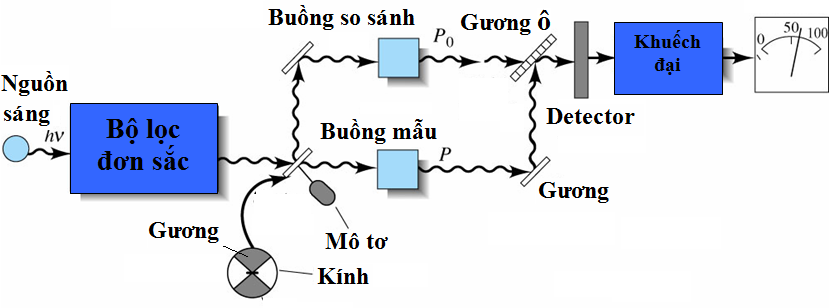 Nguồn
sáng
hν
Bộ lọc
đơn sắc
Buồng so sánh
P0
Gương ô
Detector
Khuếch
đại
0
50
100
Buồng mẫu
P
Gương
Mô tơ
Gương
Kính